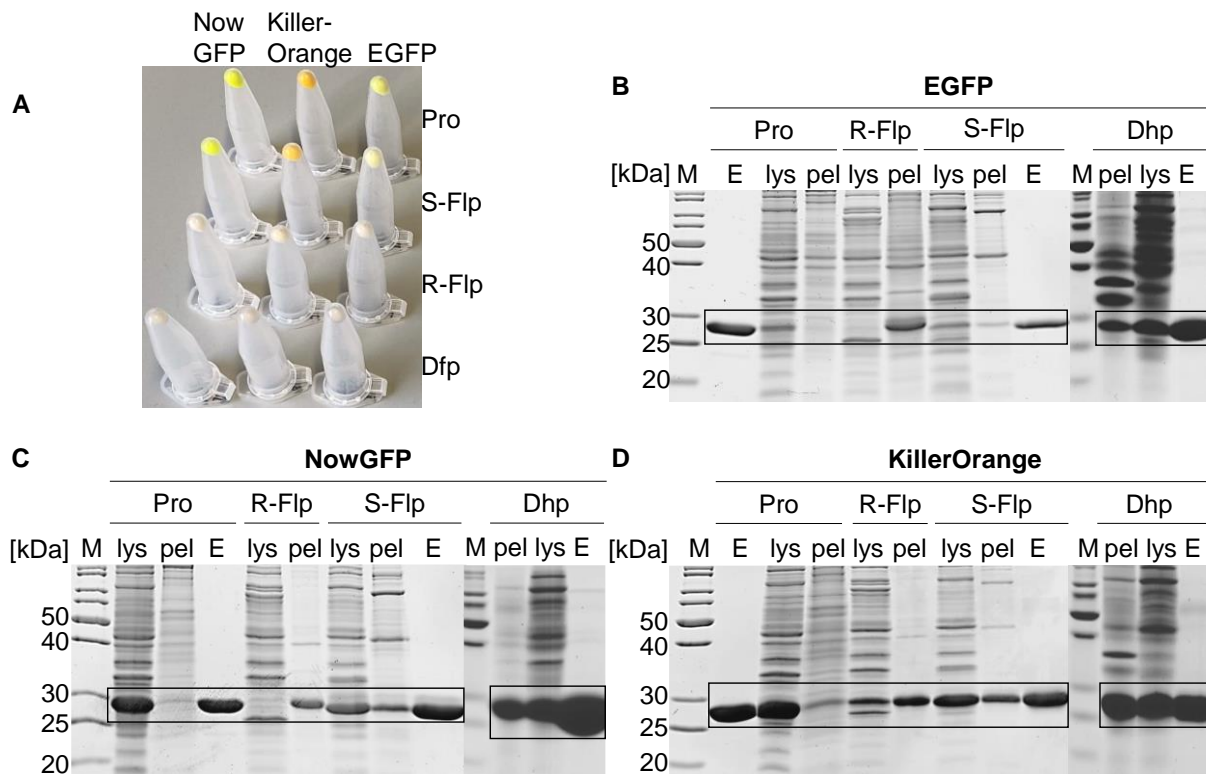 Now Killer-
GFP Orange EGFP
A
Pro
S-Flp
R-Flp
Dfp
B EGFP
Pro R-Flp S-Flp Dhp
[kDa] M E lys pel lys pel lys pel E M pel lys E
50
40
30
25
20
C NowGFP
Pro R-Flp S-Flp Dhp
[kDa] M lys pel E lys pel lys pel E M pel lys E
50
40
30
25
20
D KillerOrange
Pro R-Flp S-Flp Dhp
[kDa] M E lys pel lys pel lys pel E M pel lys E
50
40
30
25
20